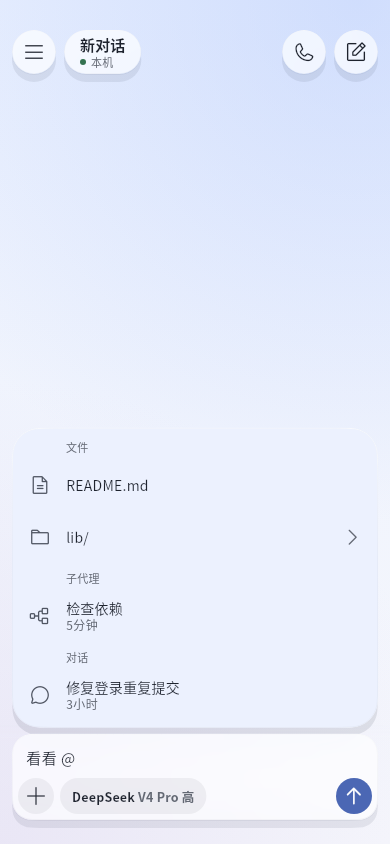 新对话
本机
文件
README.md
lib/
子代理
检查依赖
5分钟
对话
修复登录重复提交
3小时
看看 @
DeepSeek V4 Pro 高